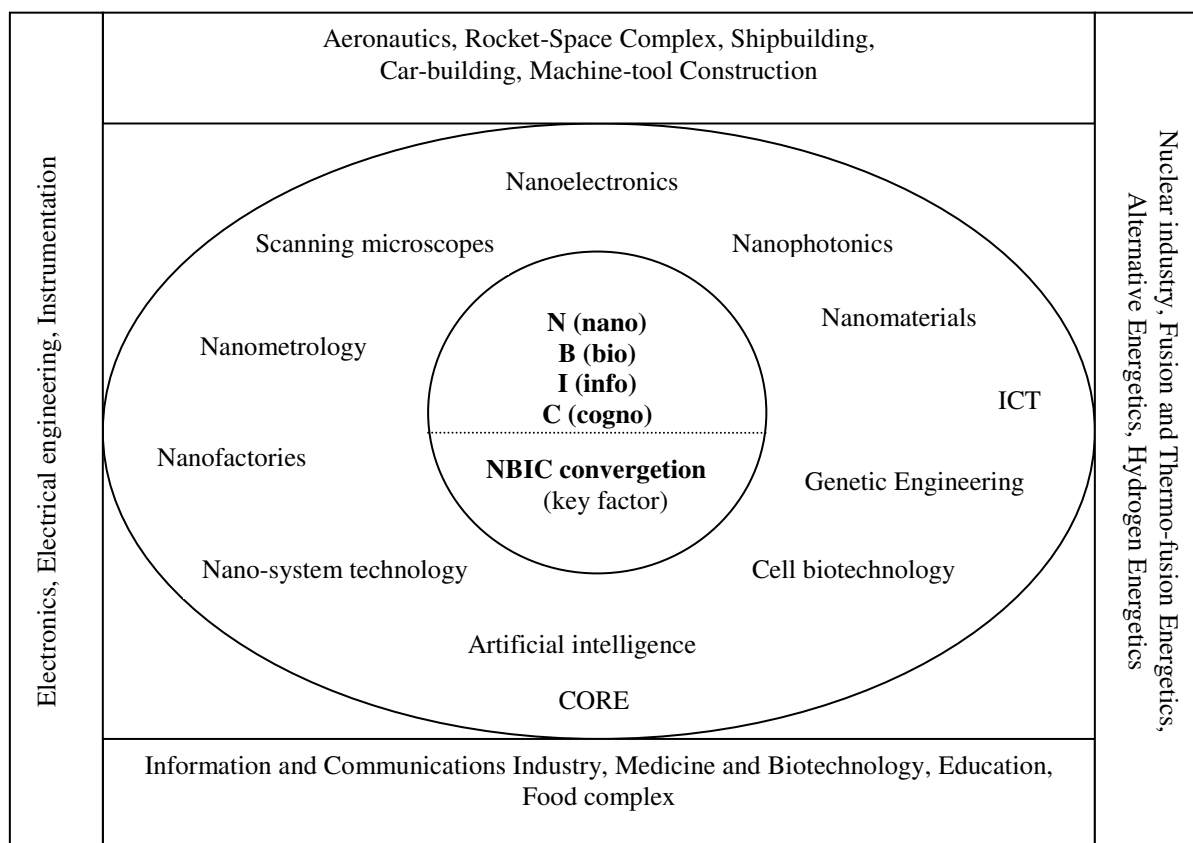 Aeronautics, Rocket-Space Complex, Shipbuilding,
Car-building, Machine-tool Construction
Electronics, Electrical engineering, Instrumentation
Nanoelectronics
Scanning microscopes
Nanophotonics
Nanomaterials
Nanometrology
ICT
N (nano)
B (bio)
I (info)
C (cogno)
NBIC convergetion
(key factor)
Nanofactories
Genetic Engineering
Nano-system technology
Cell biotechnology
Artificial intelligence
CORE
Nuclear industry, Fusion and Thermo-fusion Energetics,
Alternative Energetics, Hydrogen Energetics
Information and Communications Industry, Medicine and Biotechnology, Education,
Food complex